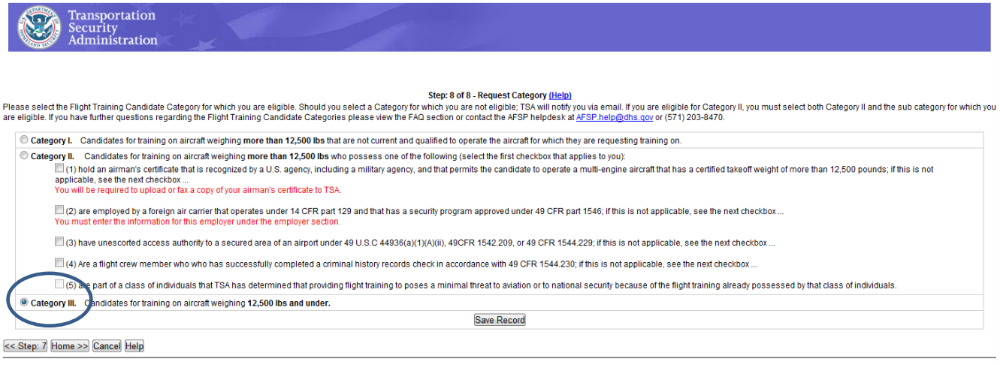 Transportation
Security
Administration
Step: 8 of 8 - Request Category (Help)
Please select the Flight Training Candidate Category for which you are eligible. Should you select a Category for which you are not eligible; TSA will notify you via email. If you are eligible for Category II, you must select both Category II and the sub category for which you
are eligible. If you have further questions regarding the Flight Training Candidate Categories please view the FAQ section or contact the AFSP helpdesk at AFSP.help@dhs.gov or (571) 203-8470.
Category I. Candidates for training on aircraft weighing more than 12,500 lbs that are not current and qualified to operate the aircraft for which they are requesting training on.
Category II. Candidates for training on aircraft weighing more than 12,500 lbs who possess one of the following (select the first checkbox that applies to you):
(1) hold an airman's certificate that is recognized by a U.S. agency, including a military agency, and that permits the candidate to operate a multi-engine aircraft that has a certified takeoff weight of more than 12,500 pounds; if this is not
applicable, see the next checkbox ...
You will be required to upload or fax a copy of your airman's certificate to TSA.
(2) are employed by a foreign air carrier that operates under 14 CFR part 129 and that has a security program approved under 49 CFR part 1546; if this is not applicable, see the next checkbox ...
You must enter the information for this employer under the employer section.
(3) have unescorted access authority to a secured area of an airport under 49 U.S.C 44936(a)(1)(A)(ii), 49CFR 1542.209, or 49 CFR 1544.229; if this is not applicable, see the next checkbox ...
(4) Are a flight crew member who who has successfully completed a criminal history records check in accordance with 49 CFR 1544.230; if this is not applicable, see the next checkbox ...
(5) are part of a class of individuals that TSA has determined that providing flight training to poses a minimal threat to aviation or to national security because of the flight training already possessed by that class of individuals.
Category III. Candidates for training on aircraft weighing 12,500 lbs and under.
Save Record
<< Step: 7 Home >> Cancel Help